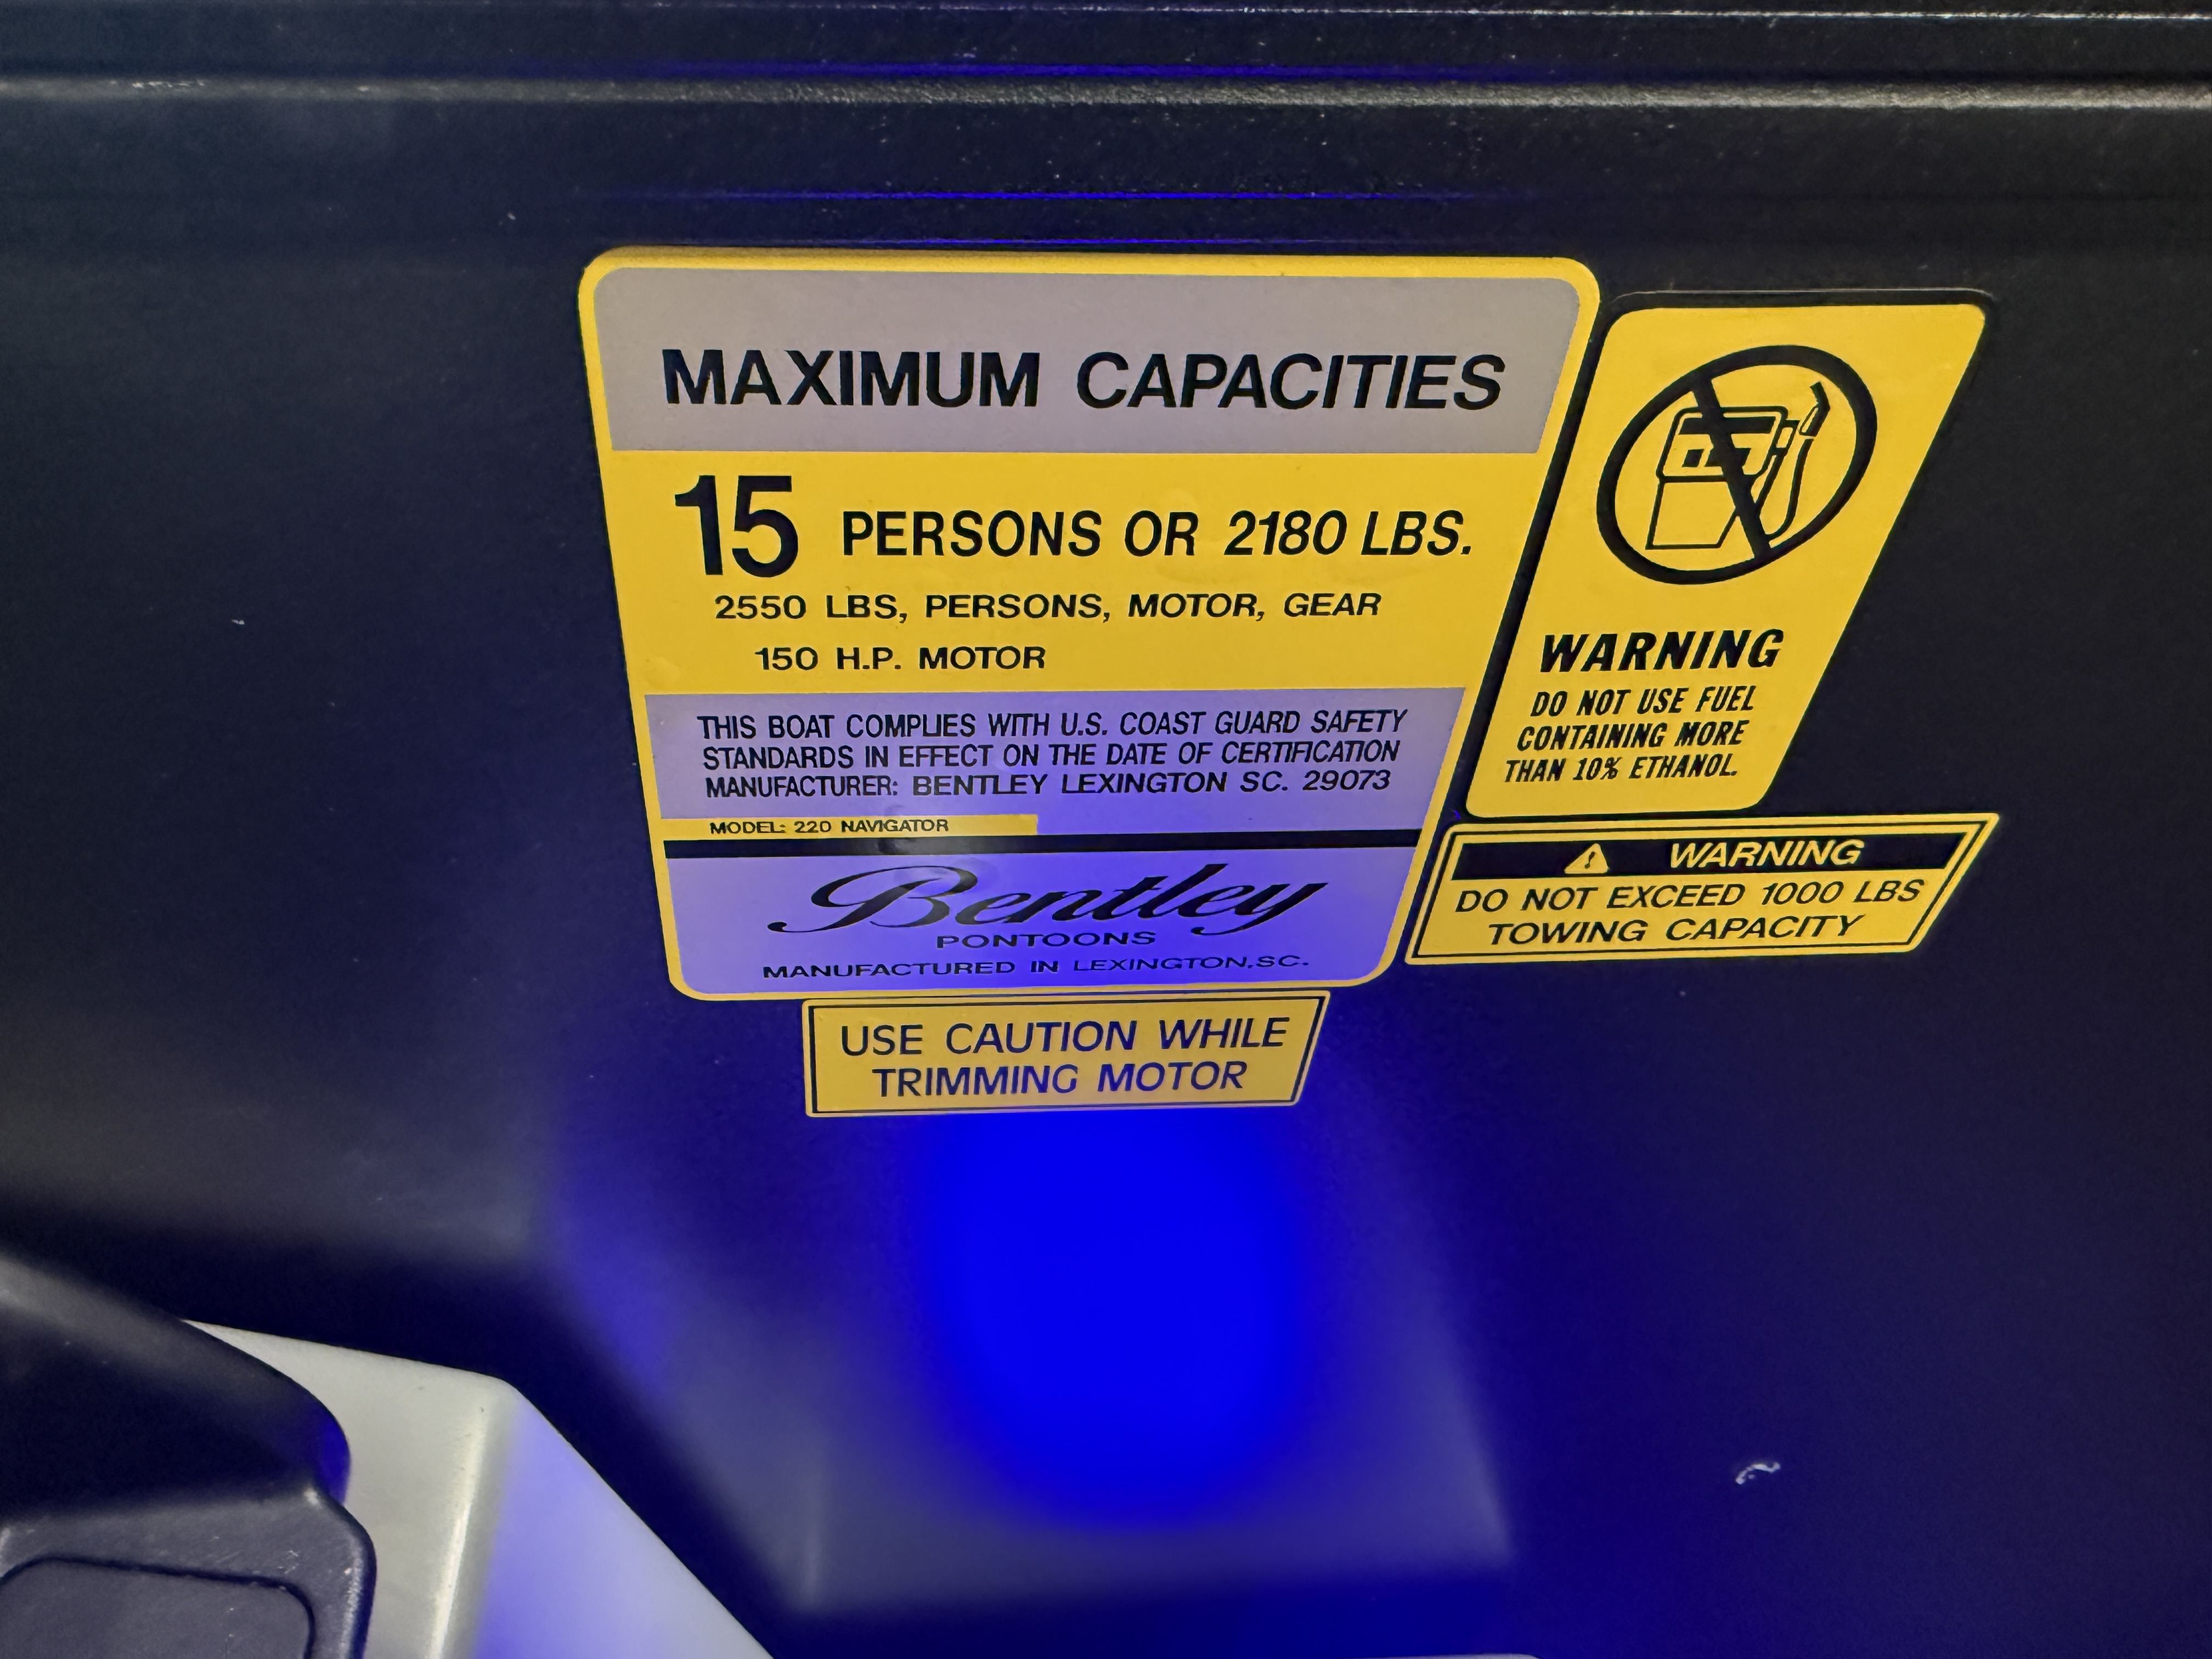 MAXIMUM CAPACITIES
15 PERSONS OR 2180 LBS.
2550 LBS, PERSONS, MOTOR, GEAR
150 H.P. MOTOR
THIS BOAT COMPLIES WITH U.S. COAST GUARD SAFETY
STANDARDS IN EFFECT ON THE DATE OF CERTIFICATION
MANUFACTURER: BENTLEY LEXINGTON SC. 29073
MODEL: 220 NAVIGATOR
Bentley
PONTOONS
MANUFACTURED IN LEXINGTON,SC.
USE CAUTION WHILE
TRIMMING MOTOR
WARNING
DO NOT USE FUEL
CONTAINING MORE
THAN 10% ETHANOL.
WARNING
DO NOT EXCEED 1000 LBS
TOWING CAPACITY